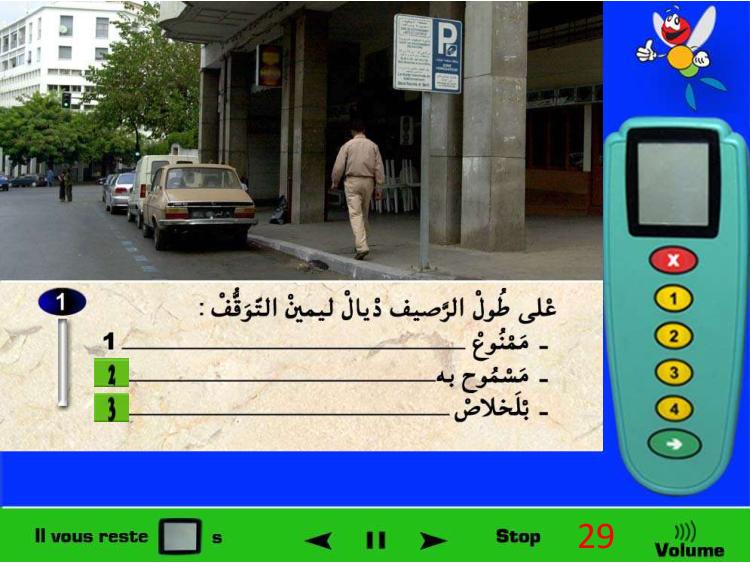 P
1
عْلى طُولْ الرَّصيف دْيالْ ليمينْ التَّوَقُّفْ :
- مَمْنُوعْ 1
- مَسْمُوح به 2
- بْلَخلاصْ 3
X
1
2
3
4
Il vous reste s
Stop
29
Volume